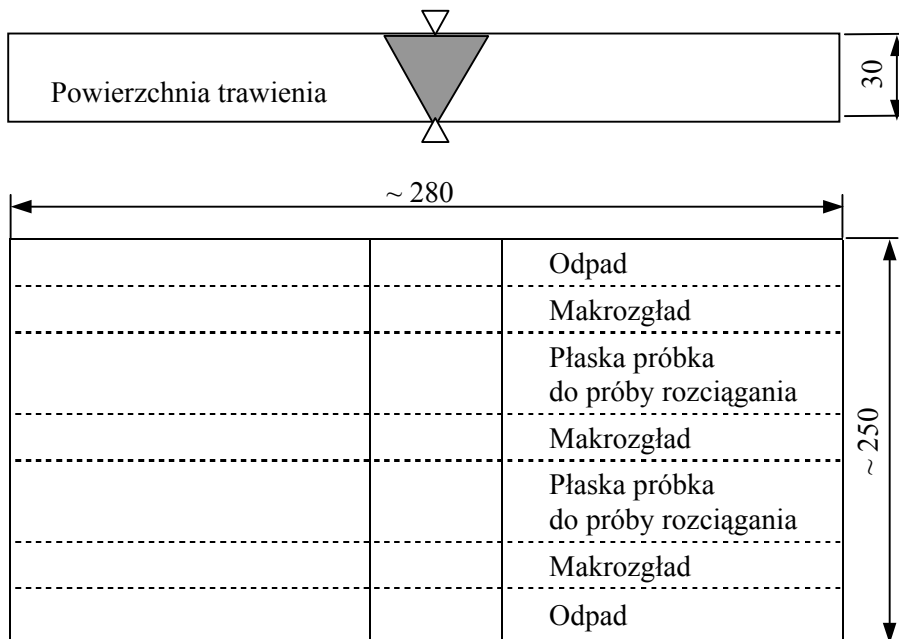 Powierzchnia trawienia
30
~ 280
Odpad
Makrozgład
Płaska próbka
do próby rozciągania
Makrozgład
Płaska próbka
do próby rozciągania
Makrozgład
Odpad
~ 250